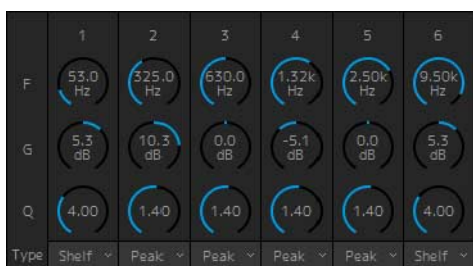 1 2 3 4 5 6
F 53.0 Hz 325.0 Hz 630.0 Hz 1.32k Hz 2.50k Hz 9.50k Hz
G 5.3 dB 10.3 dB 0.0 dB -5.1 dB 0.0 dB 5.3 dB
Q 4.00 1.40 1.40 1.40 1.40 4.00
Type Shelf Peak Peak Peak Peak Shelf